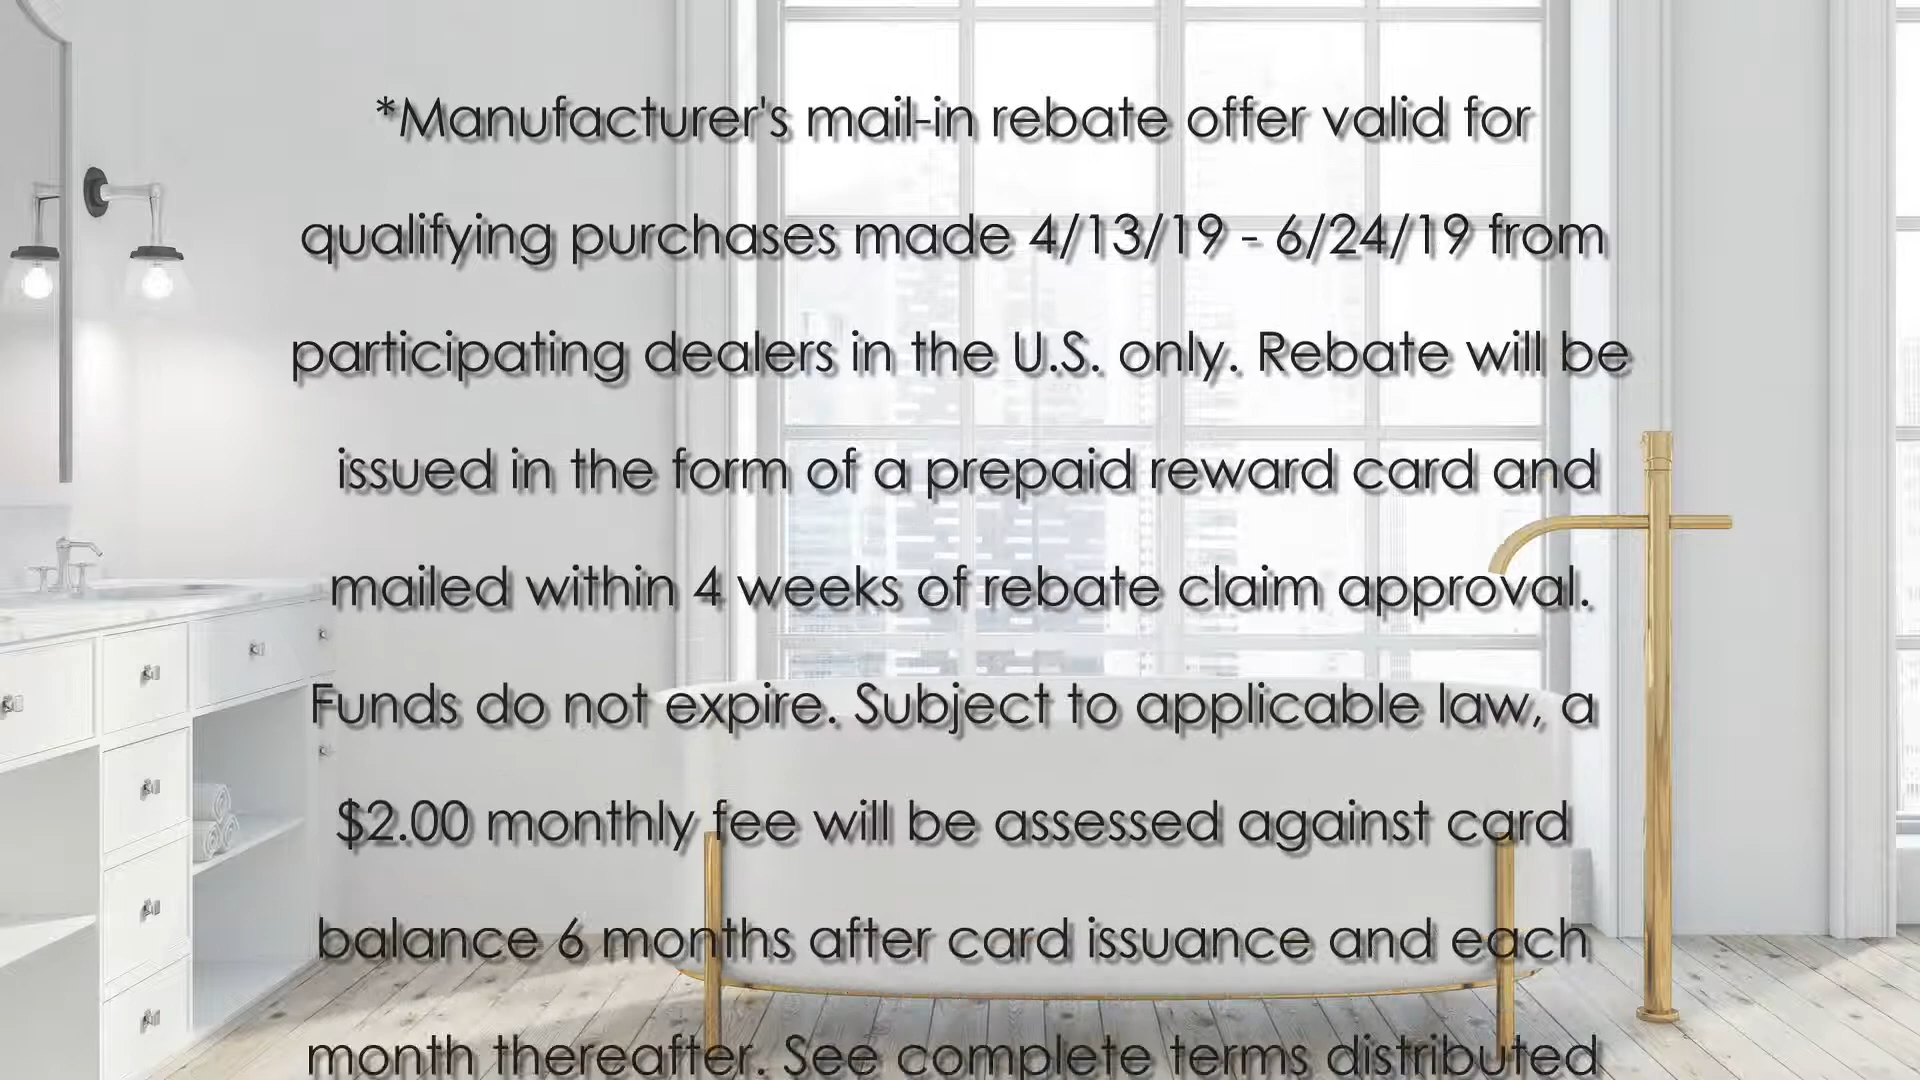 *Manufacturer's mail-in rebate offer valid for
qualifying purchases made 4/13/19 - 6/24/19 from
participating dealers in the U.S. only. Rebate will be
issued in the form of a prepaid reward card and
mailed within 4 weeks of rebate claim approval.
Funds do not expire. Subject to applicable law, a
$2.00 monthly fee will be assessed against card
balance 6 months after card issuance and each
month thereafter. See complete terms distributed